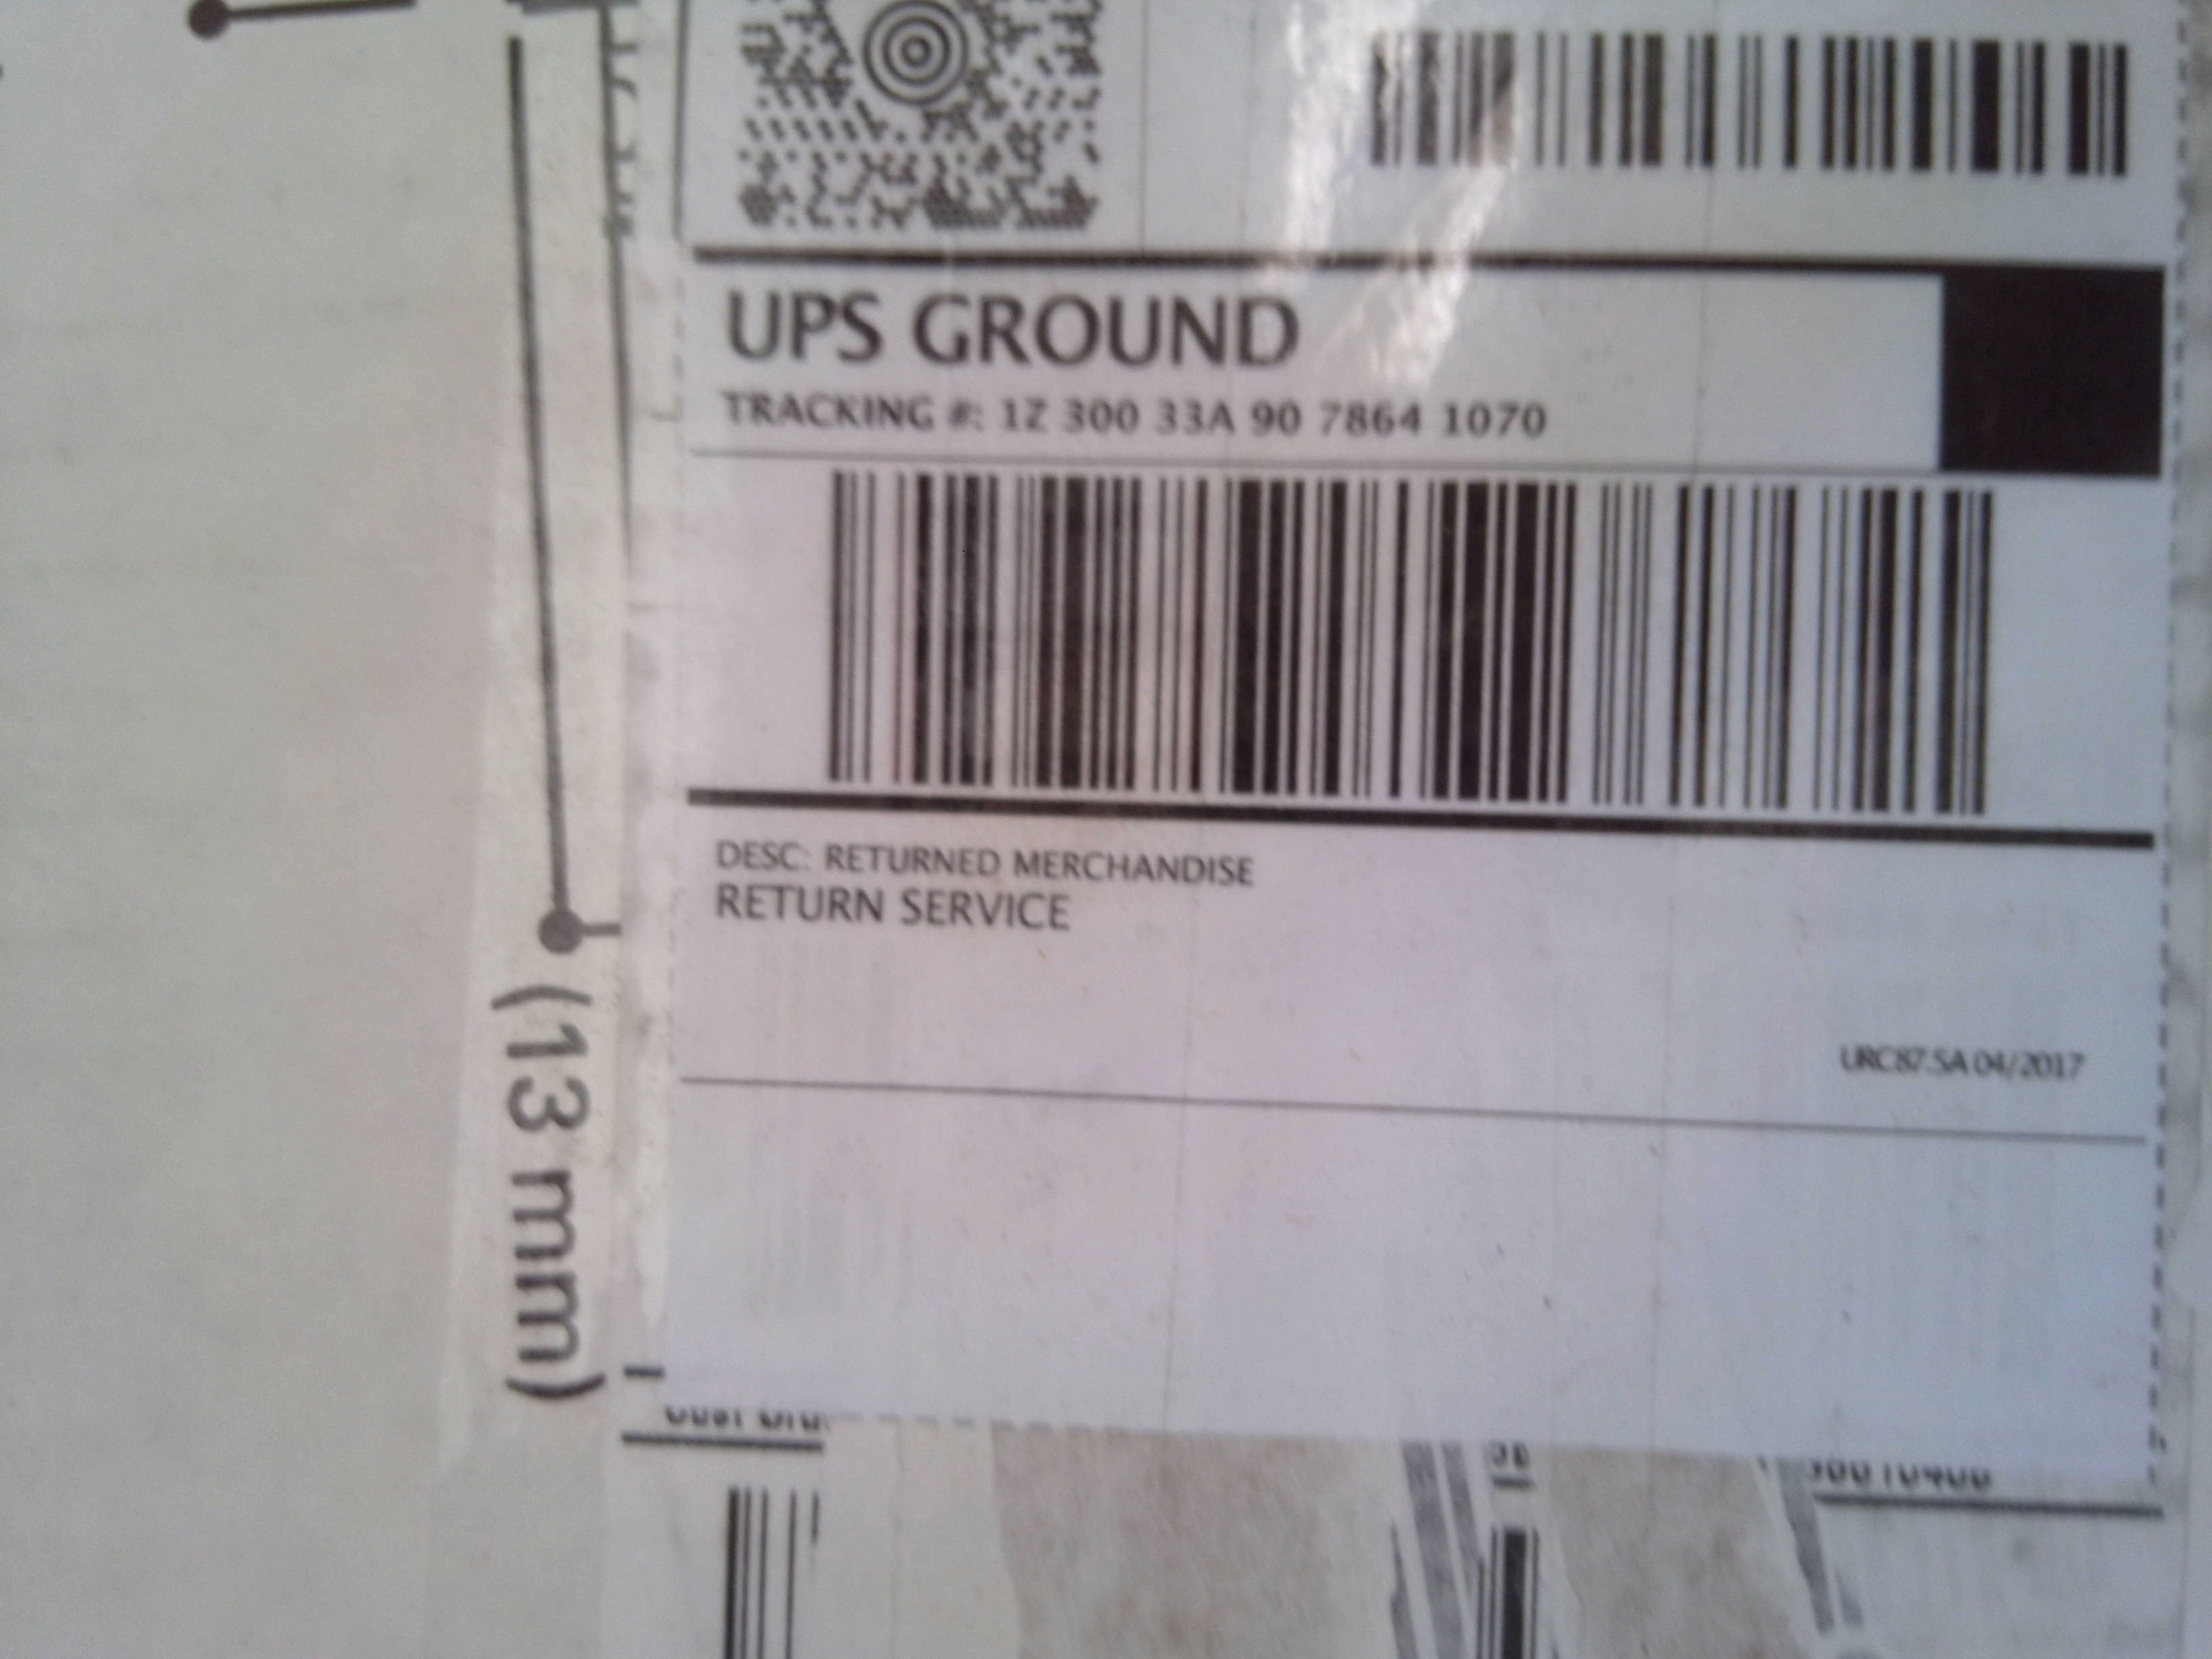 UPS GROUND
TRACKING #: 1Z 300 33A 90 7864 1070
DESC: RETURNED MERCHANDISE
RETURN SERVICE
URC87.5A 04/2017
(13 mm)